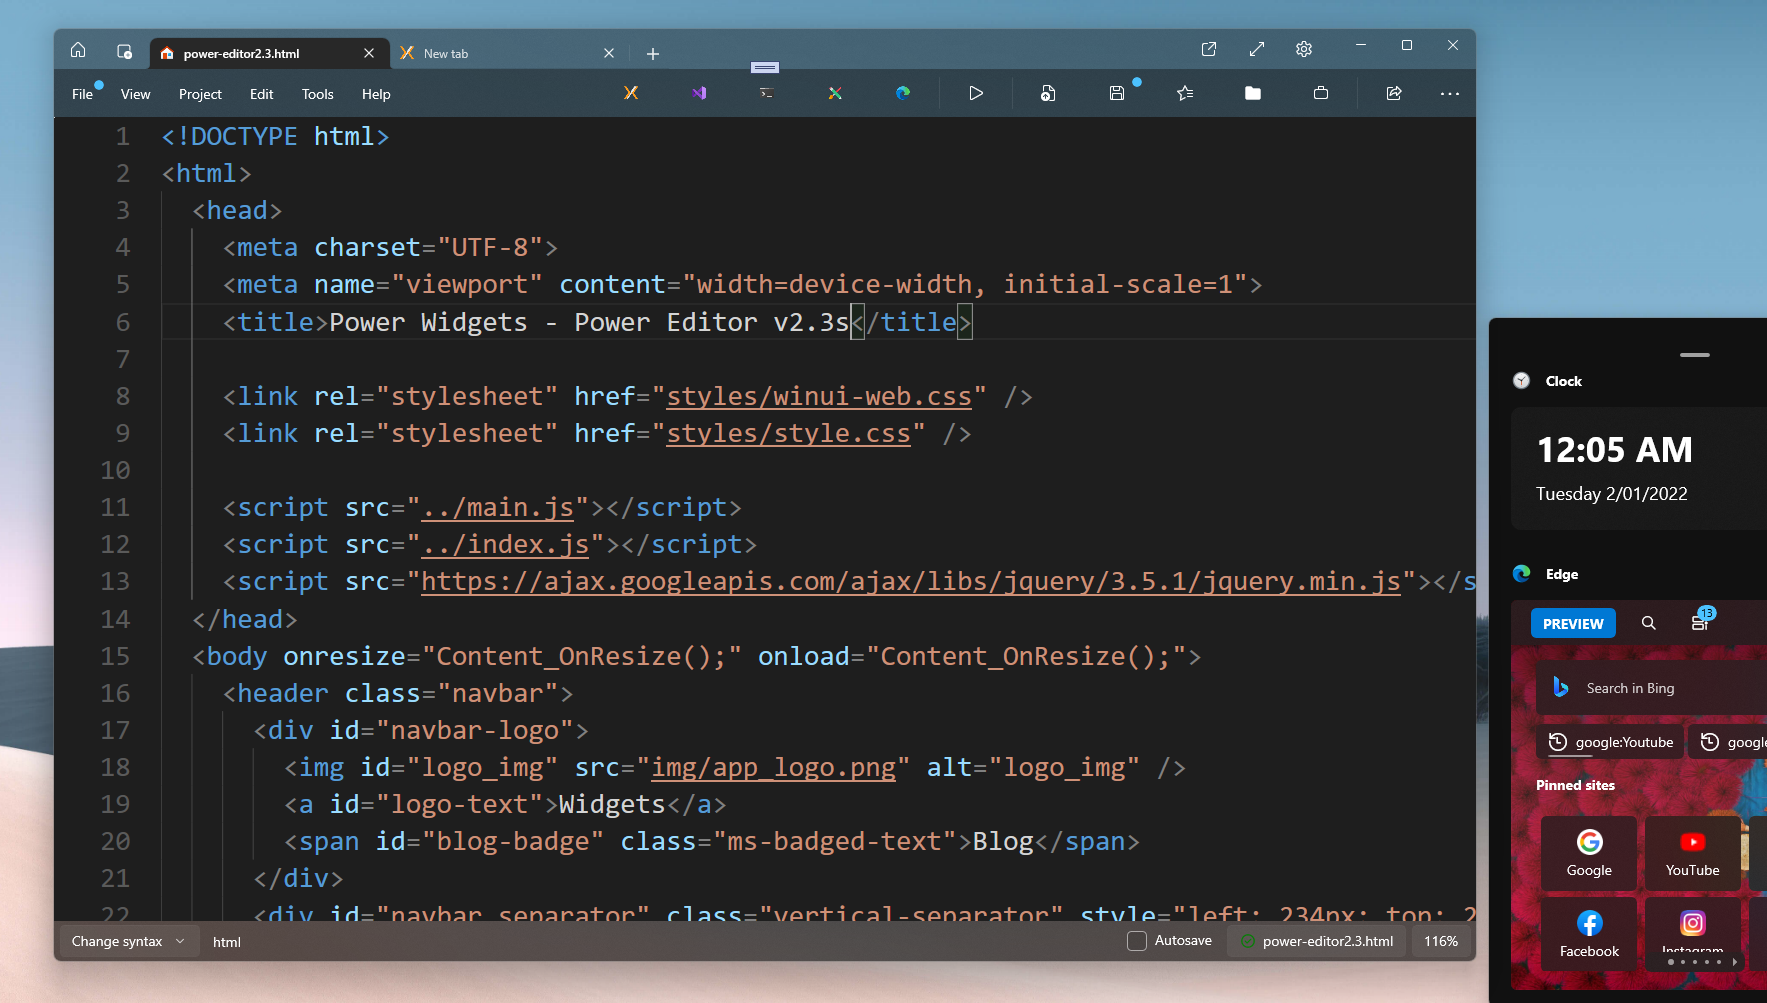 power-editor2.3.html
New tab
File View Project Edit Tools Help
1 <!DOCTYPE html>
2 <html>
3 <head>
4 <meta charset="UTF-8">
5 <meta name="viewport" content="width=device-width, initial-scale=1">
6 <title>Power Widgets - Power Editor v2.3s</title>
7
8 <link rel="stylesheet" href="styles/winui-web.css" />
9 <link rel="stylesheet" href="styles/style.css" />
10
11 <script src="../main.js"></script>
12 <script src="../index.js"></script>
13 <script src="https://ajax.googleapis.com/ajax/libs/jquery/3.5.1/jquery.min.js"></s
14 </head>
15 <body onresize="Content_OnResize();" onload="Content_OnResize();">
16 <header class="navbar">
17 <div id="navbar-logo">
18 <img id="logo_img" src="img/app_logo.png" alt="logo_img" />
19 <a id="logo-text">Widgets</a>
20 <span id="blog-badge" class="ms-badged-text">Blog</span>
21 </div>
22 <div id="navbar_separator" class="vertical-separator" style="left: 234px; top: 2
Change syntax html
Autosave power-editor2.3.html 116%
Clock
12:05 AM
Tuesday 2/01/2022
Edge
PREVIEW 13
Search in Bing
google:Youtube google
Pinned sites
Google YouTube
Facebook Instagram